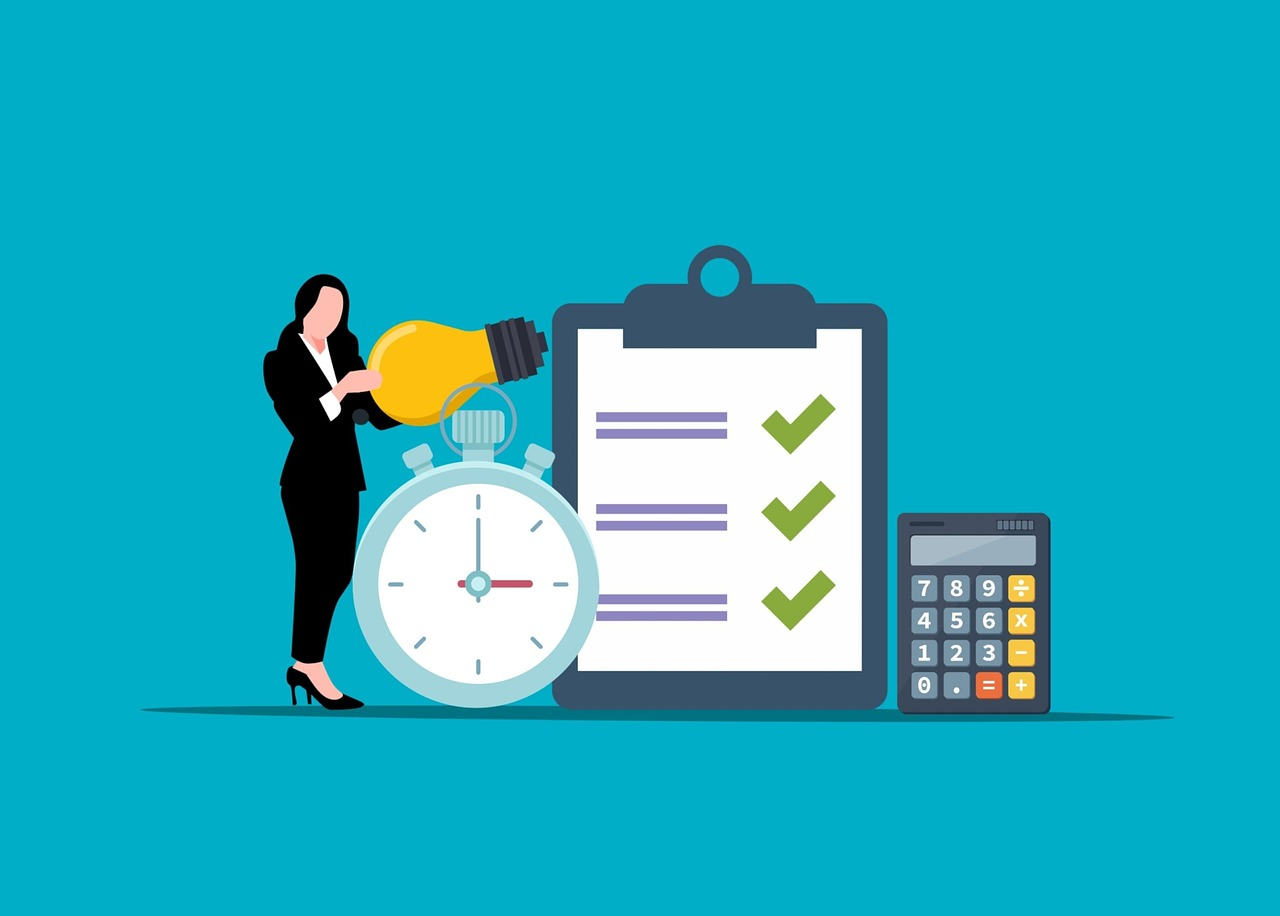 7 8 9 ÷
4 5 6 x
1 2 3 −
0 . = +